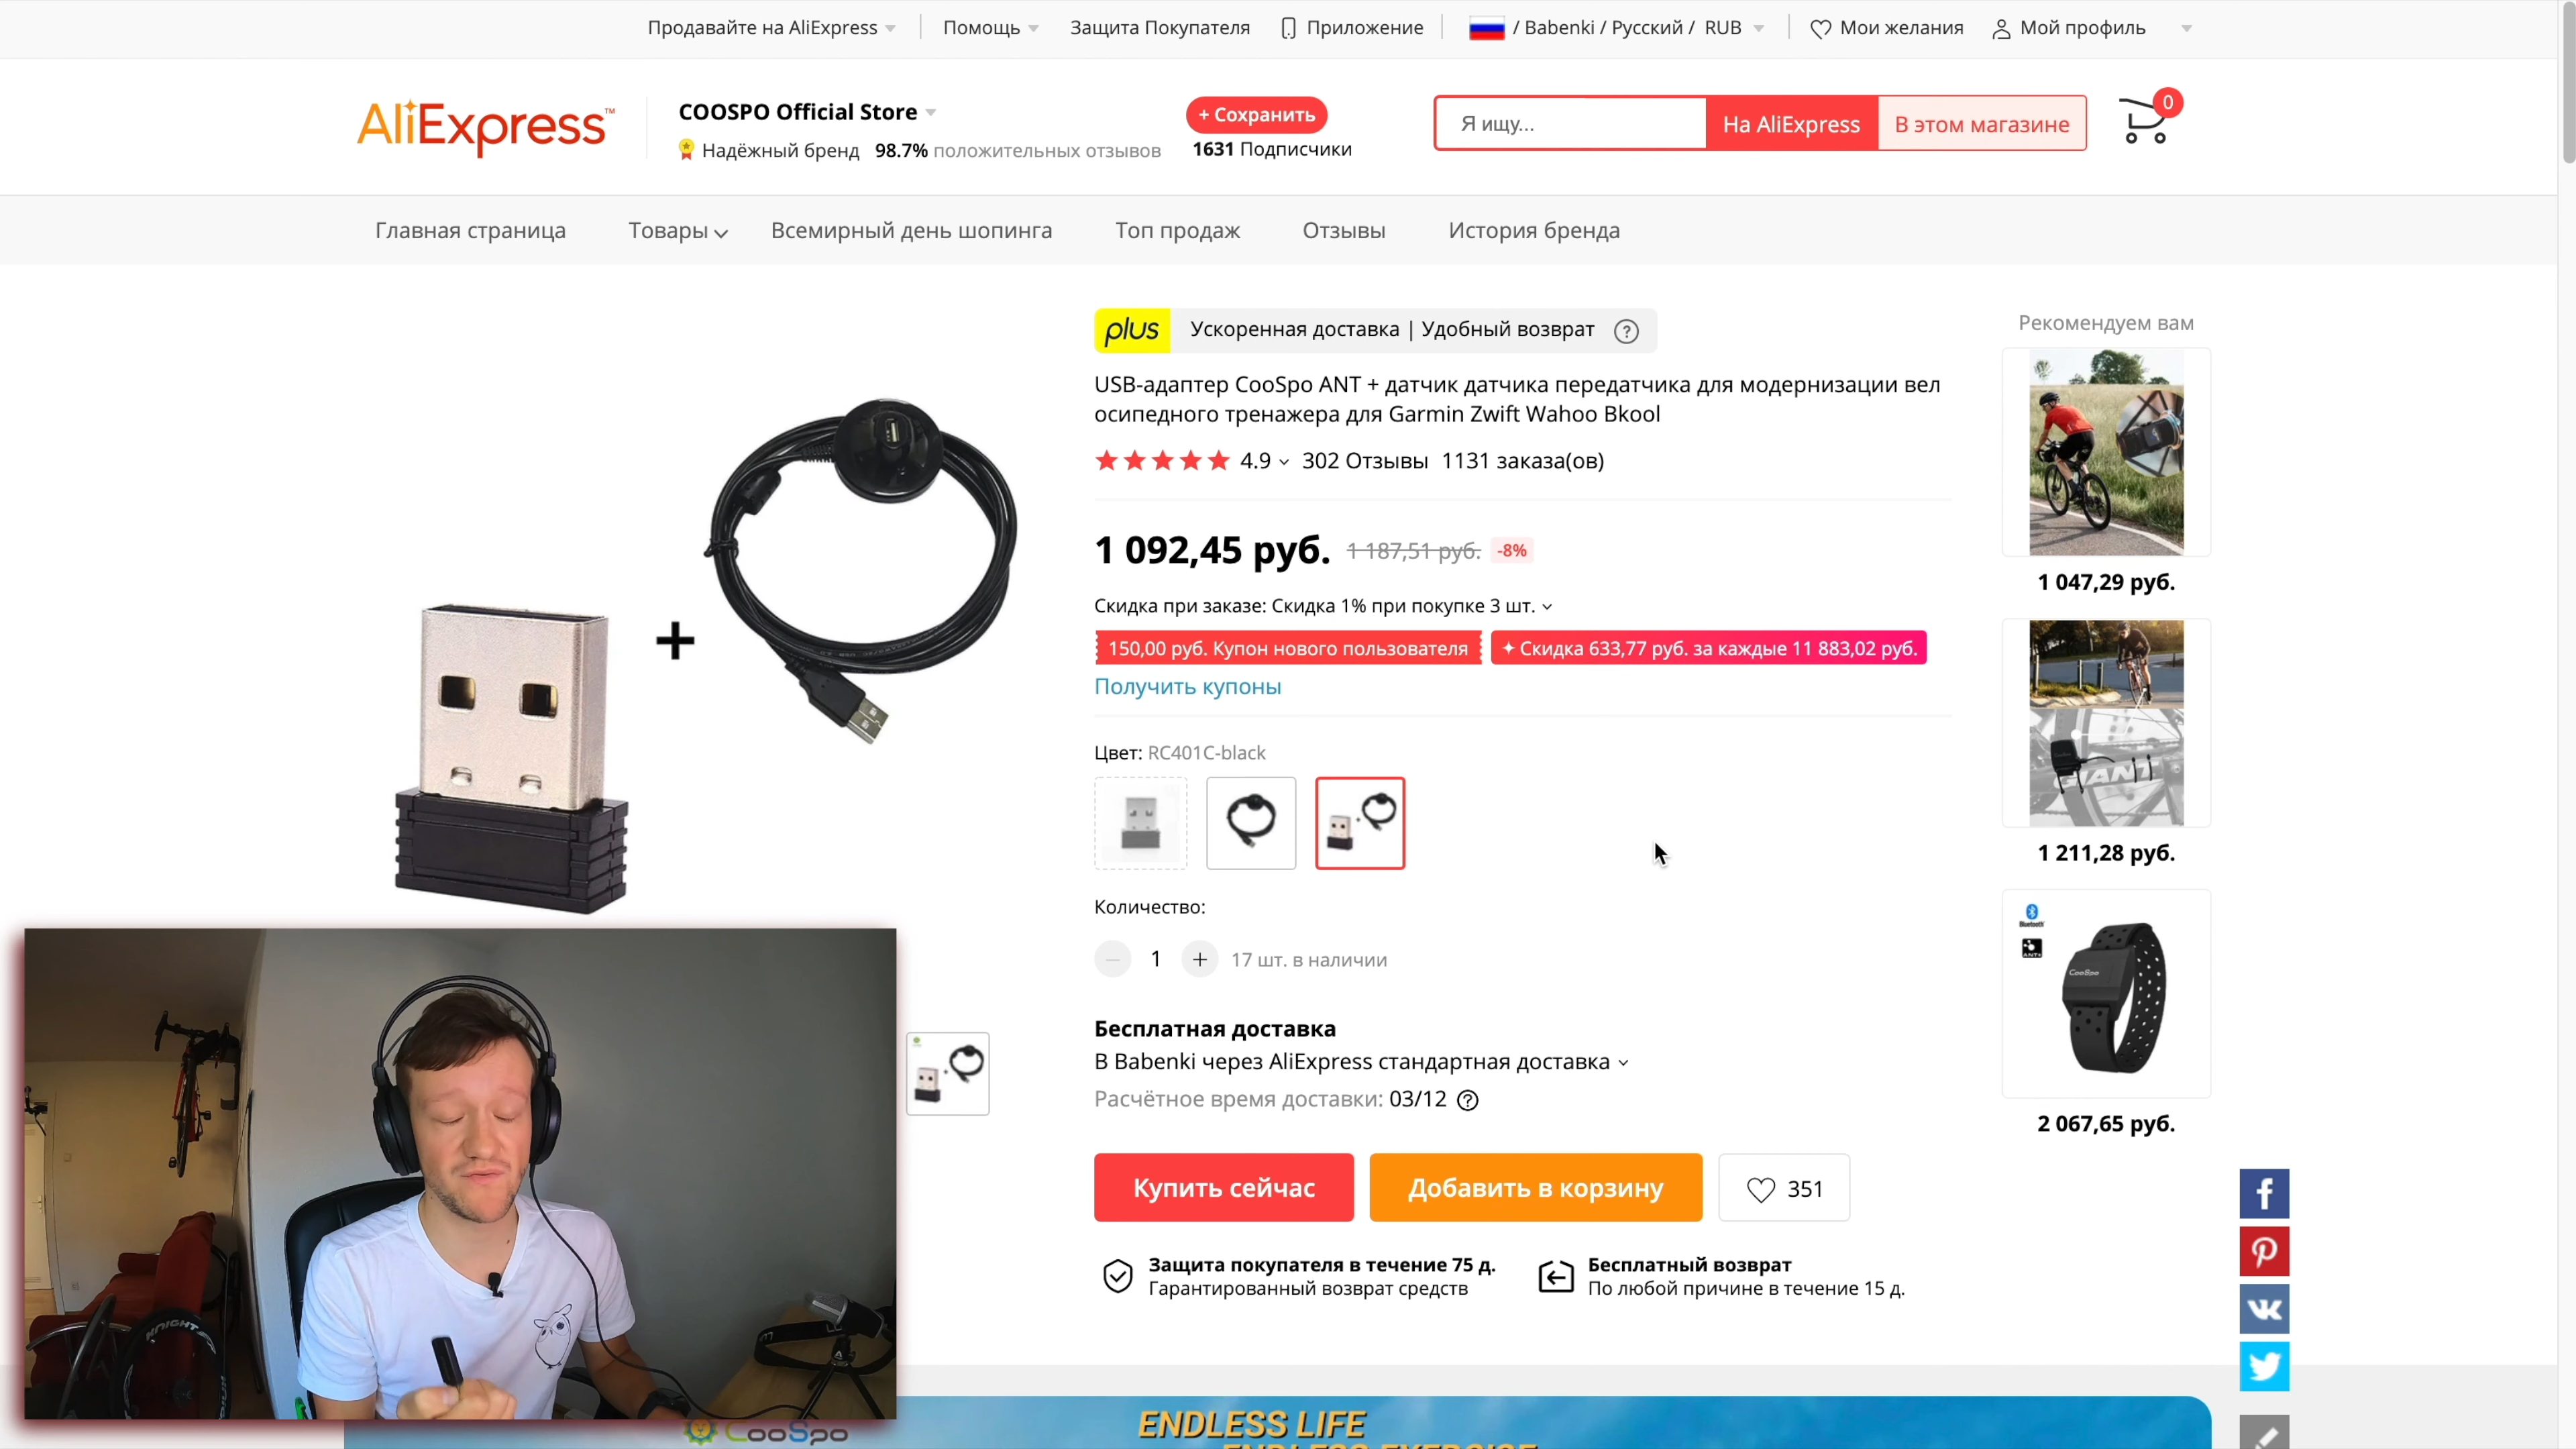 Продавайте на AliExpress
Помощь
Защита Покупателя
Приложение
/ Babenki / Русский / RUB
Мои желания
Мой профиль
AliExpress™
COOSPO Official Store
Надёжный бренд 98.7% положительных отзывов
+ Сохранить
1631 Подписчики
Я ищу...
На AliExpress
В этом магазине
0
Главная страница
Товары
Всемирный день шопинга
Топ продаж
Отзывы
История бренда
plus Ускоренная доставка | Удобный возврат ?
USB-адаптер CooSpo ANT + датчик датчика передатчика для модернизации вел
осипедного тренажера для Garmin Zwift Wahoo Bkool
4.9 302 Отзывы 1131 заказа(ов)
1 092,45 руб. 1 187,51 руб. -8%
Скидка при заказе: Скидка 1% при покупке 3 шт.
150,00 руб. Купон нового пользователя
Скидка 633,77 руб. за каждые 11 883,02 руб.
Получить купоны
Цвет: RC401C-black
Количество:
− 1 + 17 шт. в наличии
Бесплатная доставка
В Babenki через AliExpress стандартная доставка
Расчётное время доставки: 03/12 ?
Купить сейчас
Добавить в корзину
351
Защита покупателя в течение 75 д.
Гарантированный возврат средств
Бесплатный возврат
По любой причине в течение 15 д.
Рекомендуем вам
GIANT
1 047,29 руб.
1 211,28 руб.
Bluetooth
ANT+
CooSpo
2 067,65 руб.
KNIGHT
CooSpo
ENDLESS LIFE
ENDLESS EXERCISE